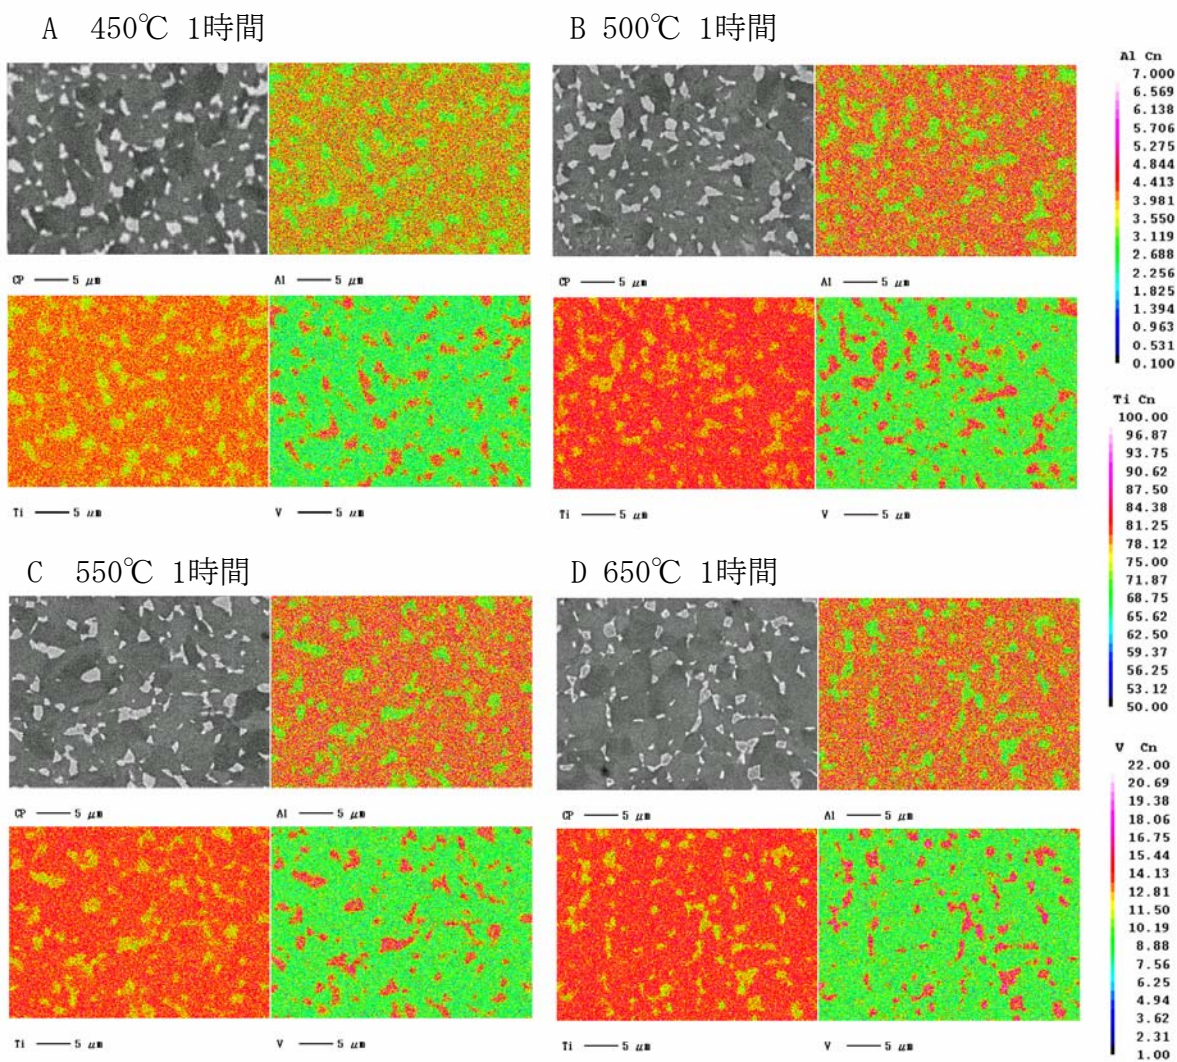 A 450℃ 1時間
B 500℃ 1時間
CP 5 μm
Al 5 μm
CP 5 μm
Al 5 μm
Ti 5 μm
V 5 μm
Ti 5 μm
V 5 μm
C 550℃ 1時間
D 650℃ 1時間
CP 5 μm
Al 5 μm
CP 5 μm
Al 5 μm
Ti 5 μm
V 5 μm
Ti 5 μm
V 5 μm
Al Cn
7.000
6.569
6.138
5.706
5.275
4.844
4.413
3.981
3.550
3.119
2.688
2.256
1.825
1.394
0.963
0.531
0.100
Ti Cn
100.00
96.87
93.75
90.62
87.50
84.38
81.25
78.12
75.00
71.87
68.75
65.62
62.50
59.37
56.25
53.12
50.00
V Cn
22.00
20.69
19.38
18.06
16.75
15.44
14.13
12.81
11.50
10.19
8.88
7.56
6.25
4.94
3.62
2.31
1.00